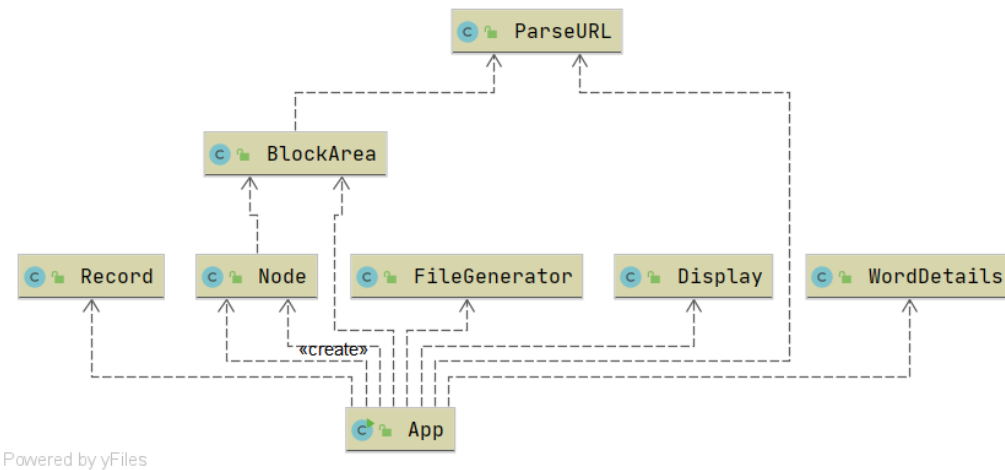 ParseURL
BlockArea
Record
Node
FileGenerator
Display
WordDetails
«create»
App
Powered by yFiles